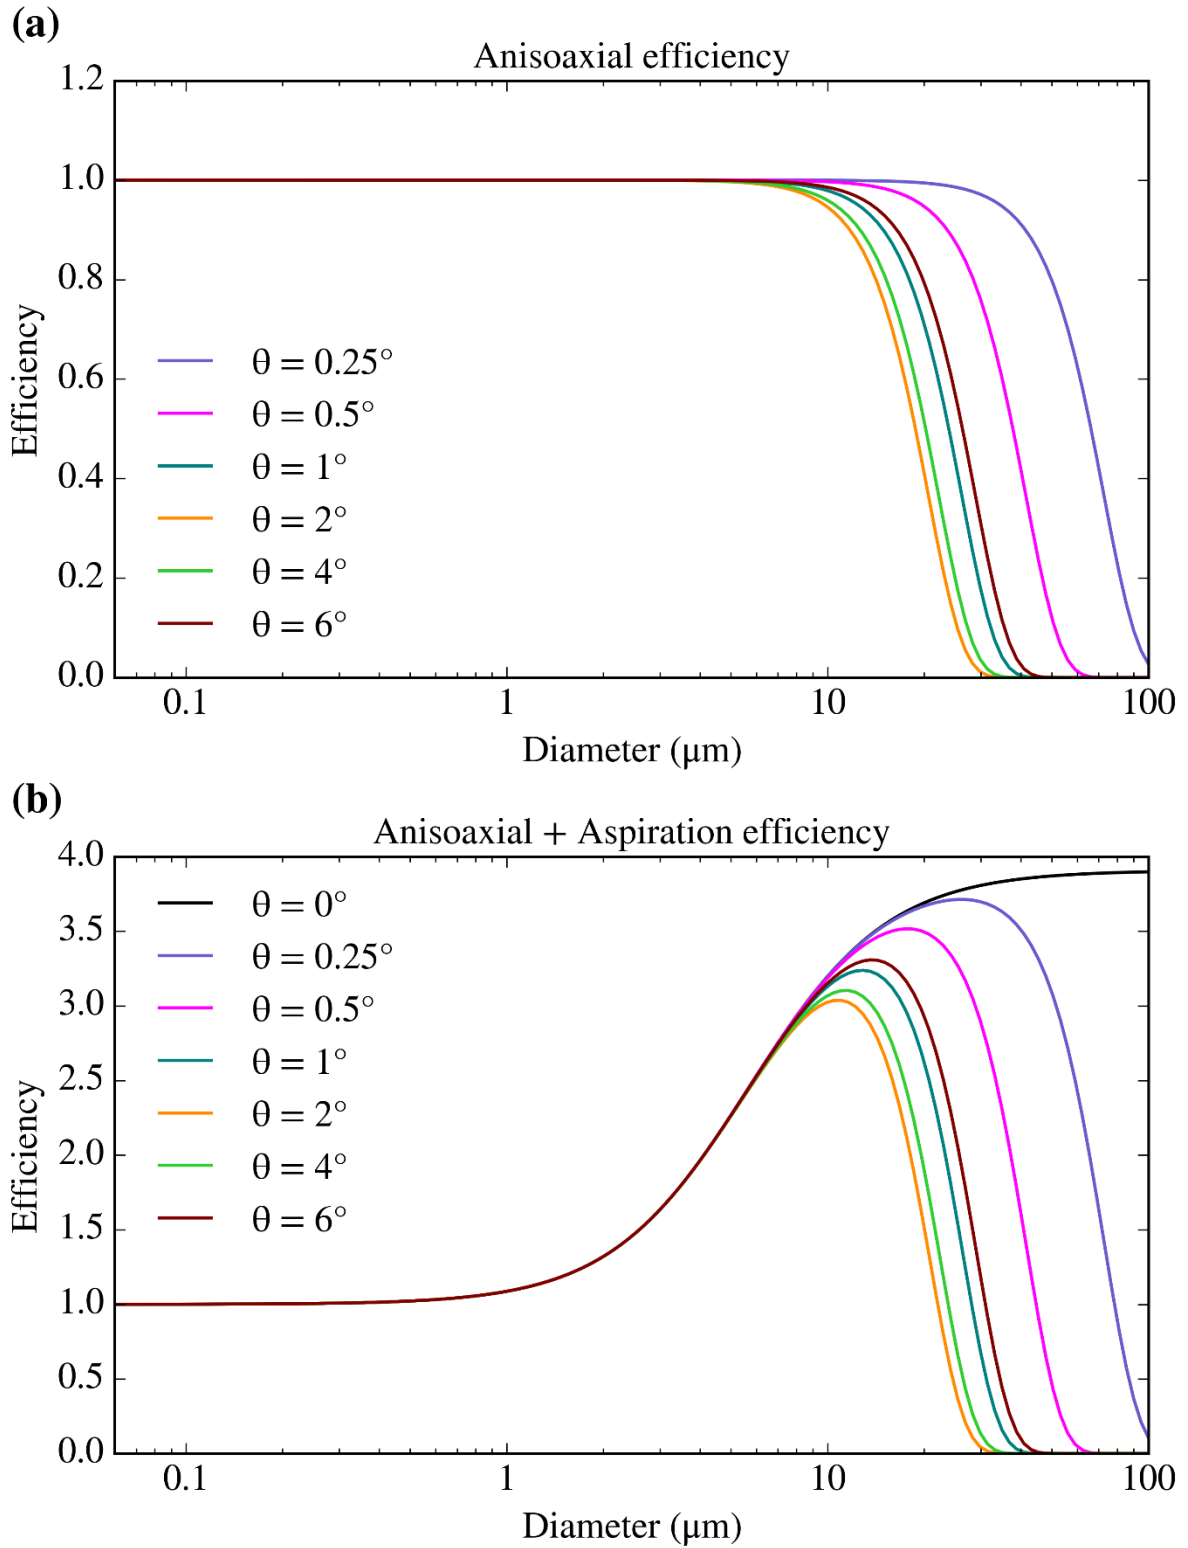 (a)
Anisoaxial efficiency
1.2
1.0
0.8
0.6
0.4
0.2
0.0
Efficiency
θ = 0.25°
θ = 0.5°
θ = 1°
θ = 2°
θ = 4°
θ = 6°
0.1 1 10 100
Diameter (μm)
(b)
Anisoaxial + Aspiration efficiency
4.0
3.5
3.0
2.5
2.0
1.5
1.0
0.5
0.0
Efficiency
θ = 0°
θ = 0.25°
θ = 0.5°
θ = 1°
θ = 2°
θ = 4°
θ = 6°
0.1 1 10 100
Diameter (μm)